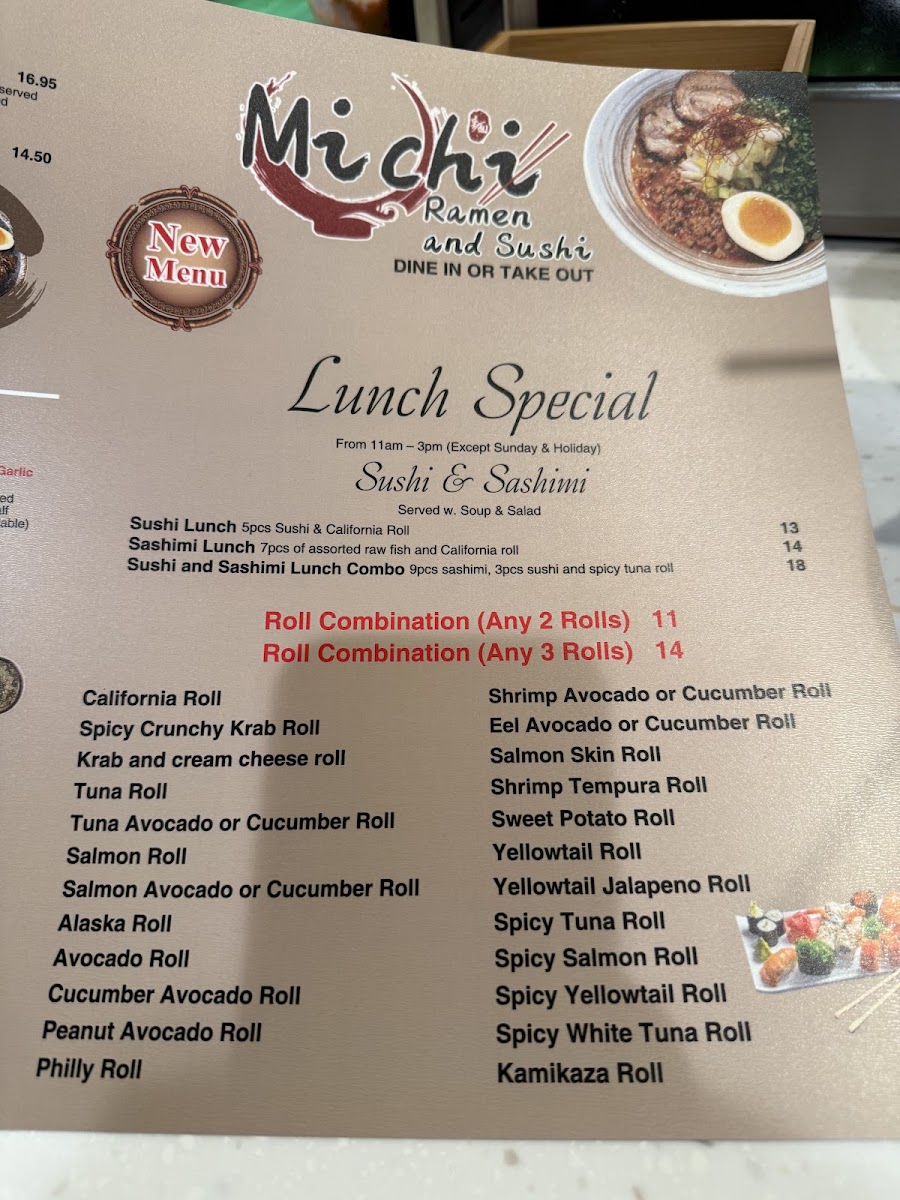 16.95
served
d
14.50
Garlic
ed
lf
table)
Michi
Ramen
and Sushi
DINE IN OR TAKE OUT
New
Menu
Lunch Special
From 11am – 3pm (Except Sunday & Holiday)
Sushi & Sashimi
Served w. Soup & Salad
Sushi Lunch 5pcs Sushi & California Roll 13
Sashimi Lunch 7pcs of assorted raw fish and California roll 14
Sushi and Sashimi Lunch Combo 9pcs sashimi, 3pcs sushi and spicy tuna roll 18
Roll Combination (Any 2 Rolls) 11
Roll Combination (Any 3 Rolls) 14
California Roll
Spicy Crunchy Krab Roll
Krab and cream cheese roll
Tuna Roll
Tuna Avocado or Cucumber Roll
Salmon Roll
Salmon Avocado or Cucumber Roll
Alaska Roll
Avocado Roll
Cucumber Avocado Roll
Peanut Avocado Roll
Philly Roll
Shrimp Avocado or Cucumber Roll
Eel Avocado or Cucumber Roll
Salmon Skin Roll
Shrimp Tempura Roll
Sweet Potato Roll
Yellowtail Roll
Yellowtail Jalapeno Roll
Spicy Tuna Roll
Spicy Salmon Roll
Spicy Yellowtail Roll
Spicy White Tuna Roll
Kamikaza Roll